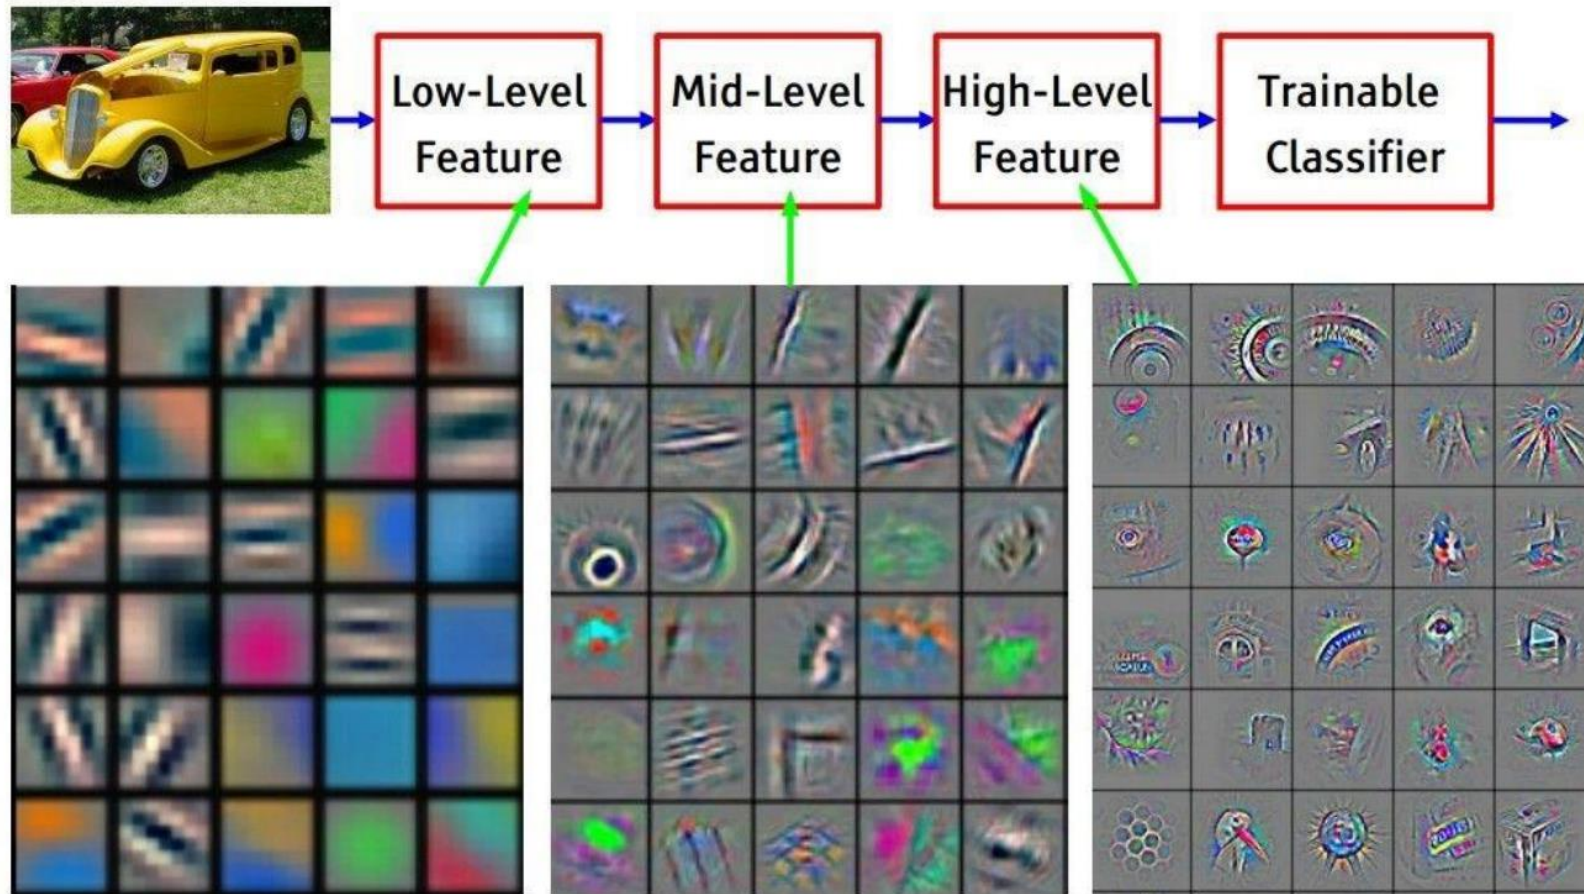 Low-Level
Feature
Mid-Level
Feature
High-Level
Feature
Trainable
Classifier